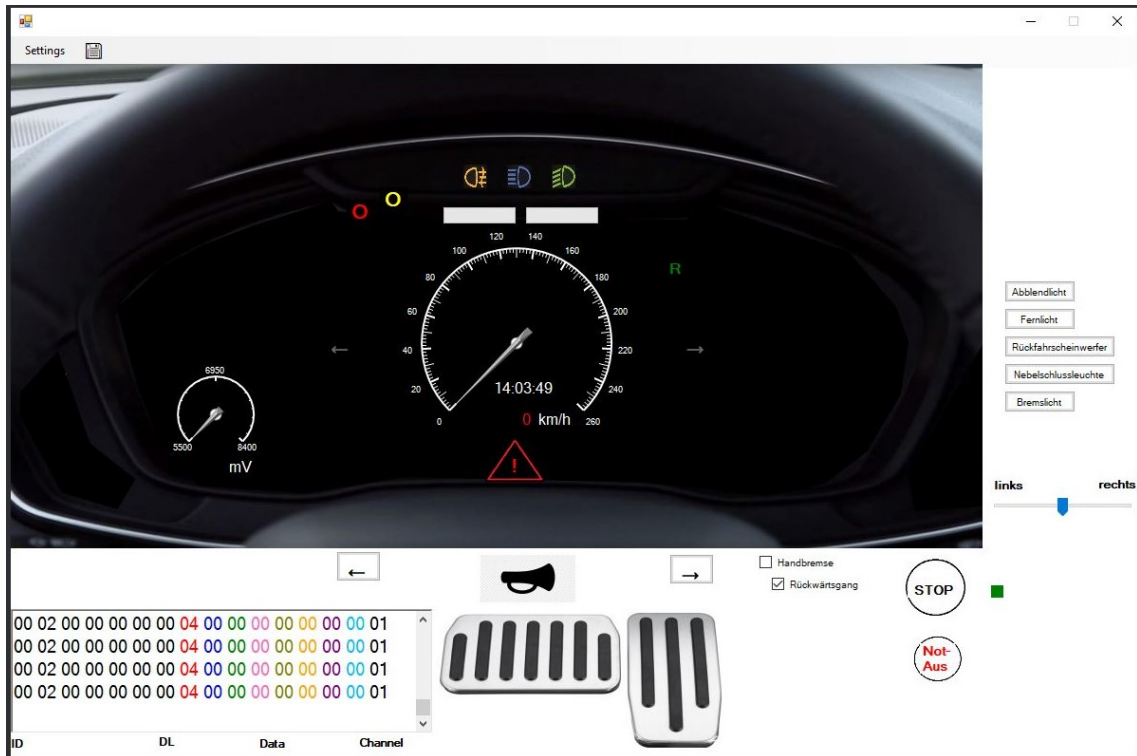 Settings
O O
120 140
100 160
80 180
R
60 200
← 40 220 →
6950
20 14:03:49 240
0 0 km/h 260
5500 8400
mV
!
Abblendlicht
Fernlicht
Rückfahrscheinwerfer
Nebelschlussleuchte
Bremslicht
links rechts
← →
Handbremse
Rückwärtsgang
STOP
Not-
Aus
00 02 00 00 00 00 00 04 00 00 00 00 00 00 00 01
00 02 00 00 00 00 00 04 00 00 00 00 00 00 00 01
00 02 00 00 00 00 00 04 00 00 00 00 00 00 00 01
00 02 00 00 00 00 00 04 00 00 00 00 00 00 00 01
ID DL Data Channel